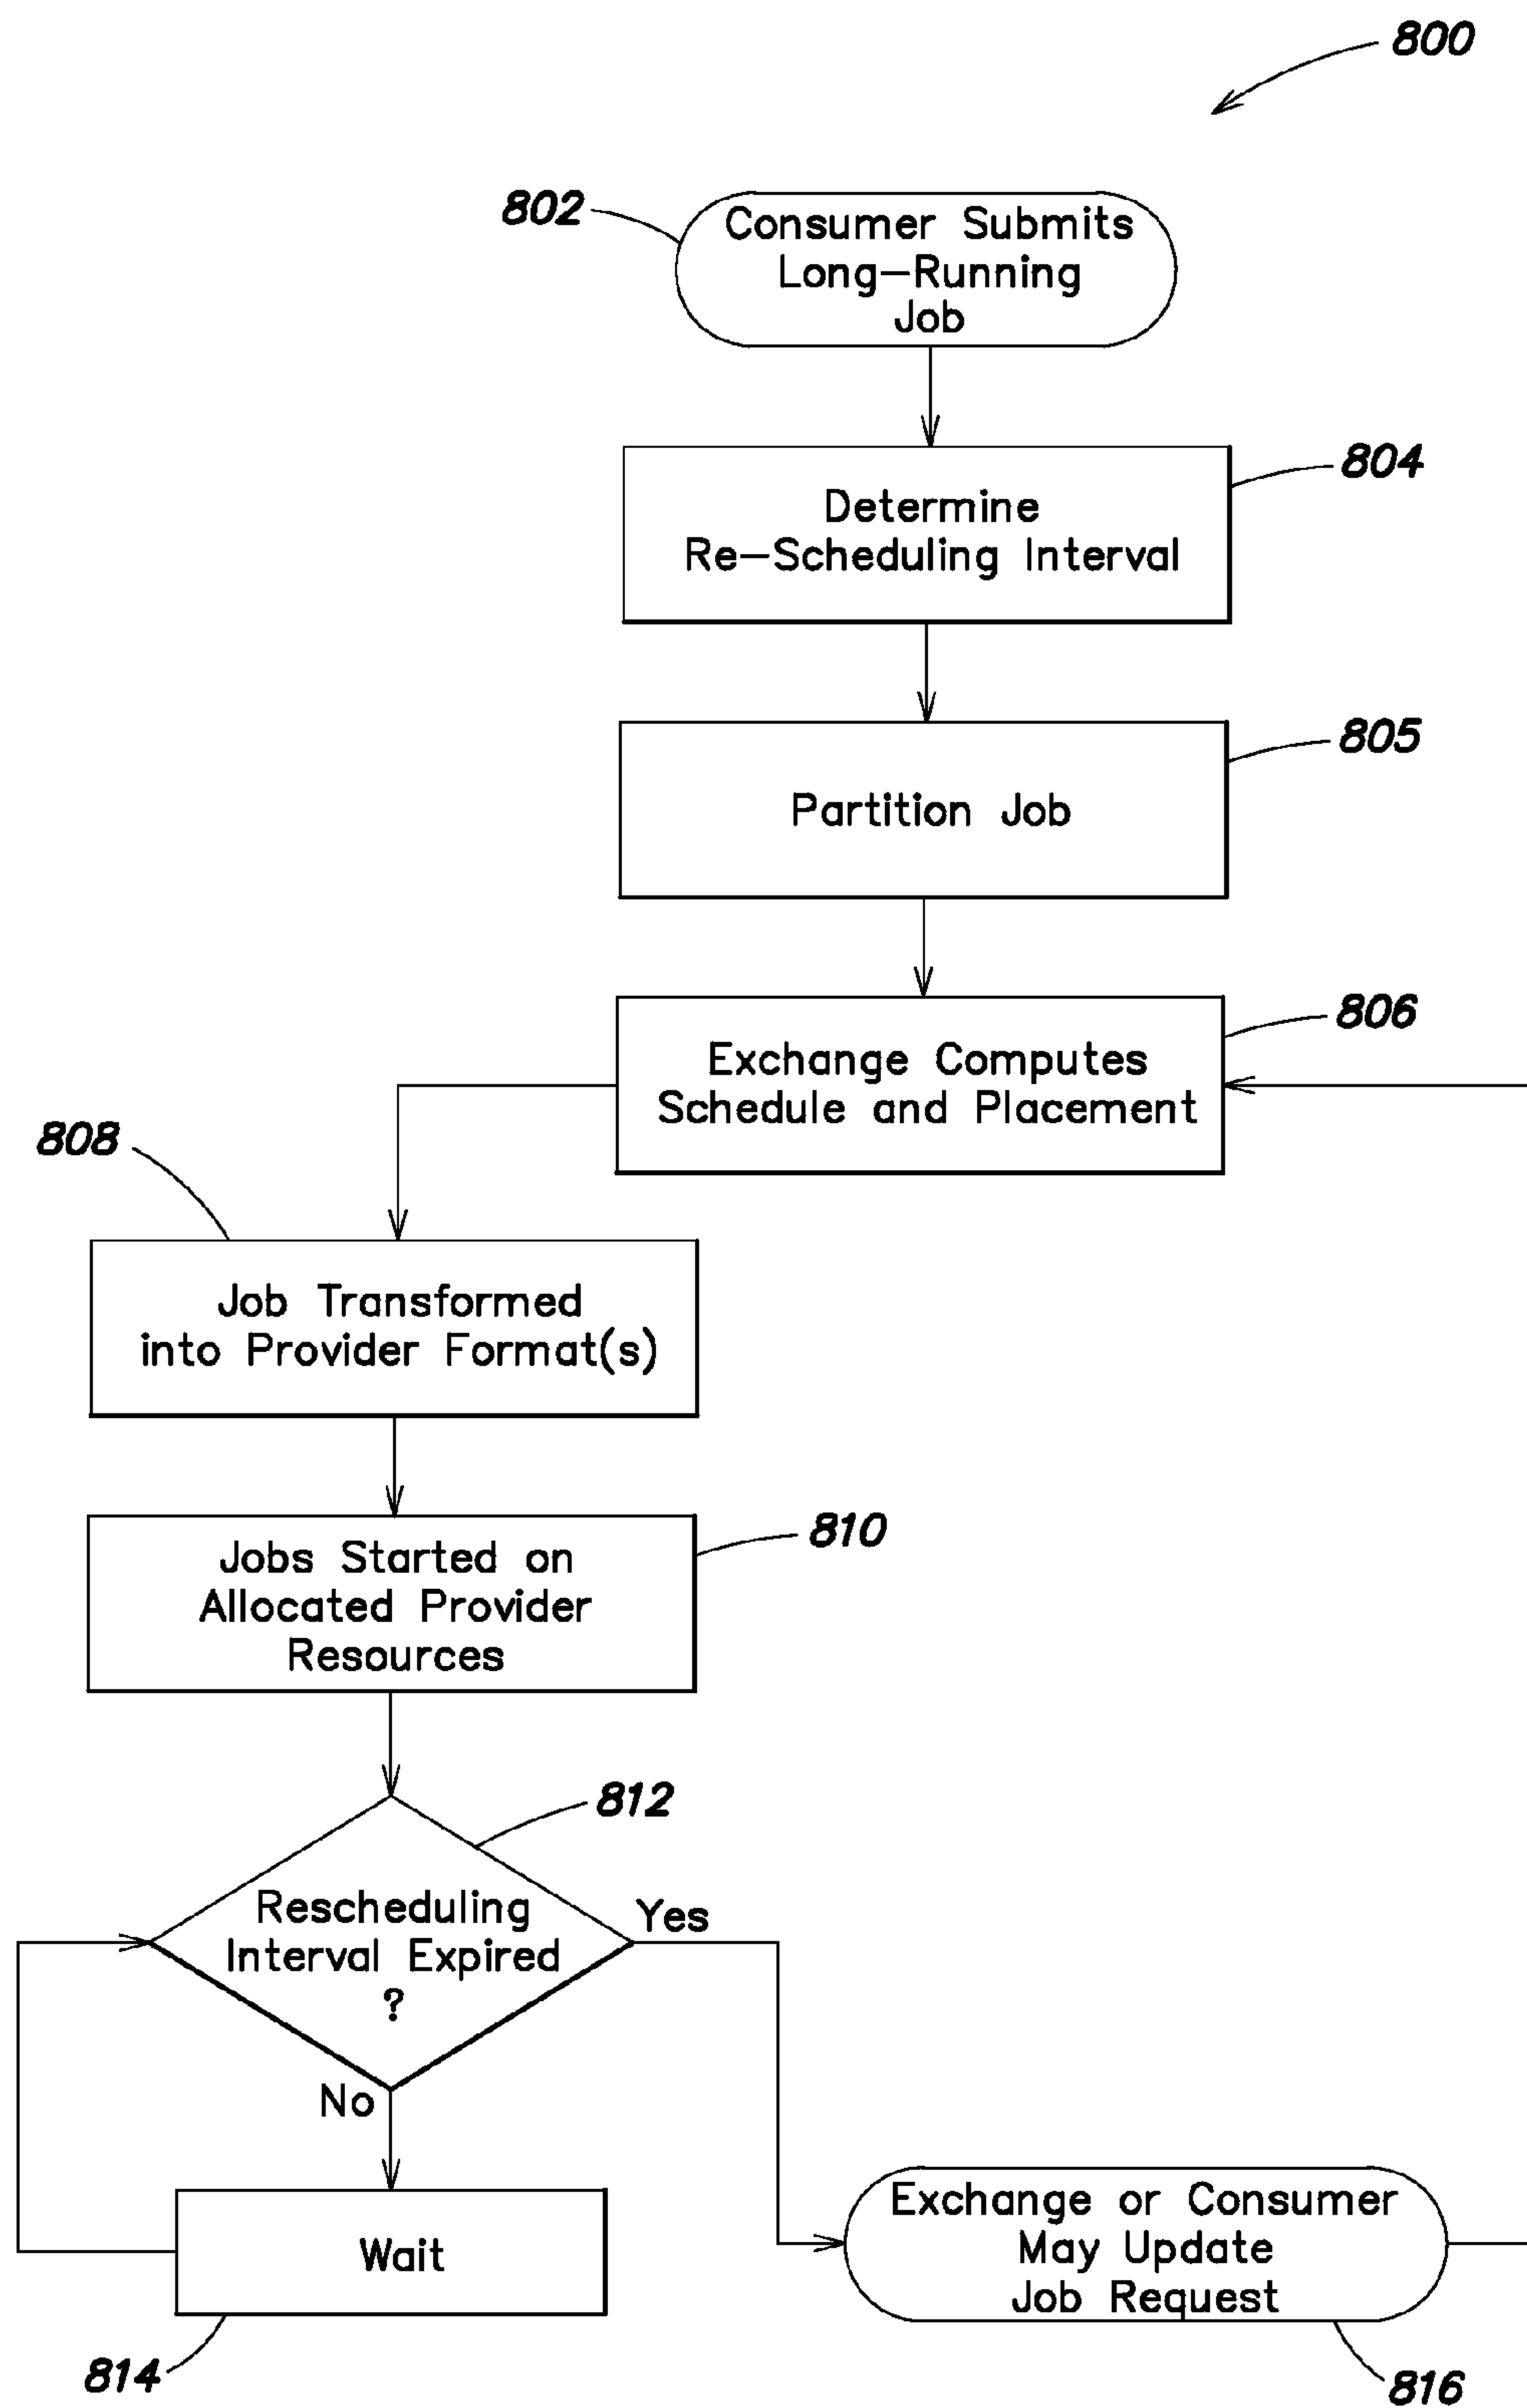 800
802
Consumer Submits
Long-Running
Job
804
Determine
Re-Scheduling Interval
805
Partition Job
806
Exchange Computes
Schedule and Placement
808
Job Transformed
into Provider Format(s)
810
Jobs Started on
Allocated Provider
Resources
812
Rescheduling
Interval Expired
?
Yes
No
Wait
814
Exchange or Consumer
May Update
Job Request
816